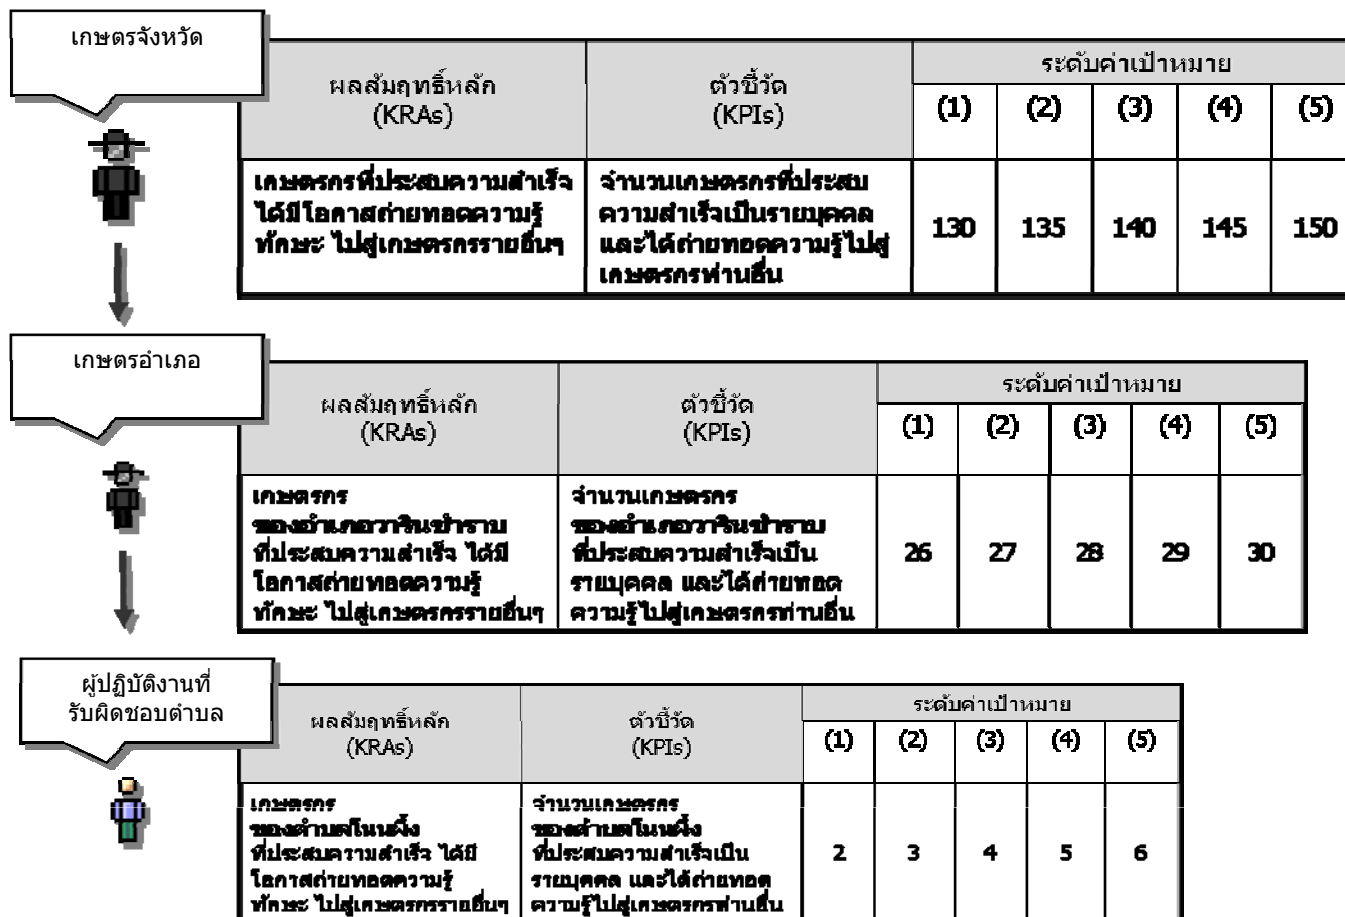 เกษตรจังหวัด
ผลสัมฤทธิ์หลัก
(KRAs)
ตัวชี้วัด
(KPIs)
ระดับค่าเป้าหมาย
(1) (2) (3) (4) (5)
เกษตรกรที่ประสบความสำเร็จ
ได้มีโอกาสถ่ายทอดความรู้
ทักษะ ไปสู่เกษตรกรรายอื่นๆ
จำนวนเกษตรกรที่ประสบ
ความสำเร็จเป็นรายบุคคล
และได้ถ่ายทอดความรู้ไปสู่
เกษตรกรท่านอื่น
130 135 140 145 150
เกษตรอำเภอ
ผลสัมฤทธิ์หลัก
(KRAs)
ตัวชี้วัด
(KPIs)
ระดับค่าเป้าหมาย
(1) (2) (3) (4) (5)
เกษตรกร
ของอำเภอวารินชำราบ
ที่ประสบความสำเร็จ ได้มี
โอกาสถ่ายทอดความรู้
ทักษะ ไปสู่เกษตรกรรายอื่นๆ
จำนวนเกษตรกร
ของอำเภอวารินชำราบ
ที่ประสบความสำเร็จเป็น
รายบุคคล และได้ถ่ายทอด
ความรู้ไปสู่เกษตรกรท่านอื่น
26 27 28 29 30
ผู้ปฏิบัติงานที่
รับผิดชอบตำบล
ผลสัมฤทธิ์หลัก
(KRAs)
ตัวชี้วัด
(KPIs)
ระดับค่าเป้าหมาย
(1) (2) (3) (4) (5)
เกษตรกร
ของตำบลโนนผึ้ง
ที่ประสบความสำเร็จ ได้มี
โอกาสถ่ายทอดความรู้
ทักษะ ไปสู่เกษตรกรรายอื่นๆ
จำนวนเกษตรกร
ของตำบลโนนผึ้ง
ที่ประสบความสำเร็จเป็น
รายบุคคล และได้ถ่ายทอด
ความรู้ไปสู่เกษตรกรท่านอื่น
2 3 4 5 6